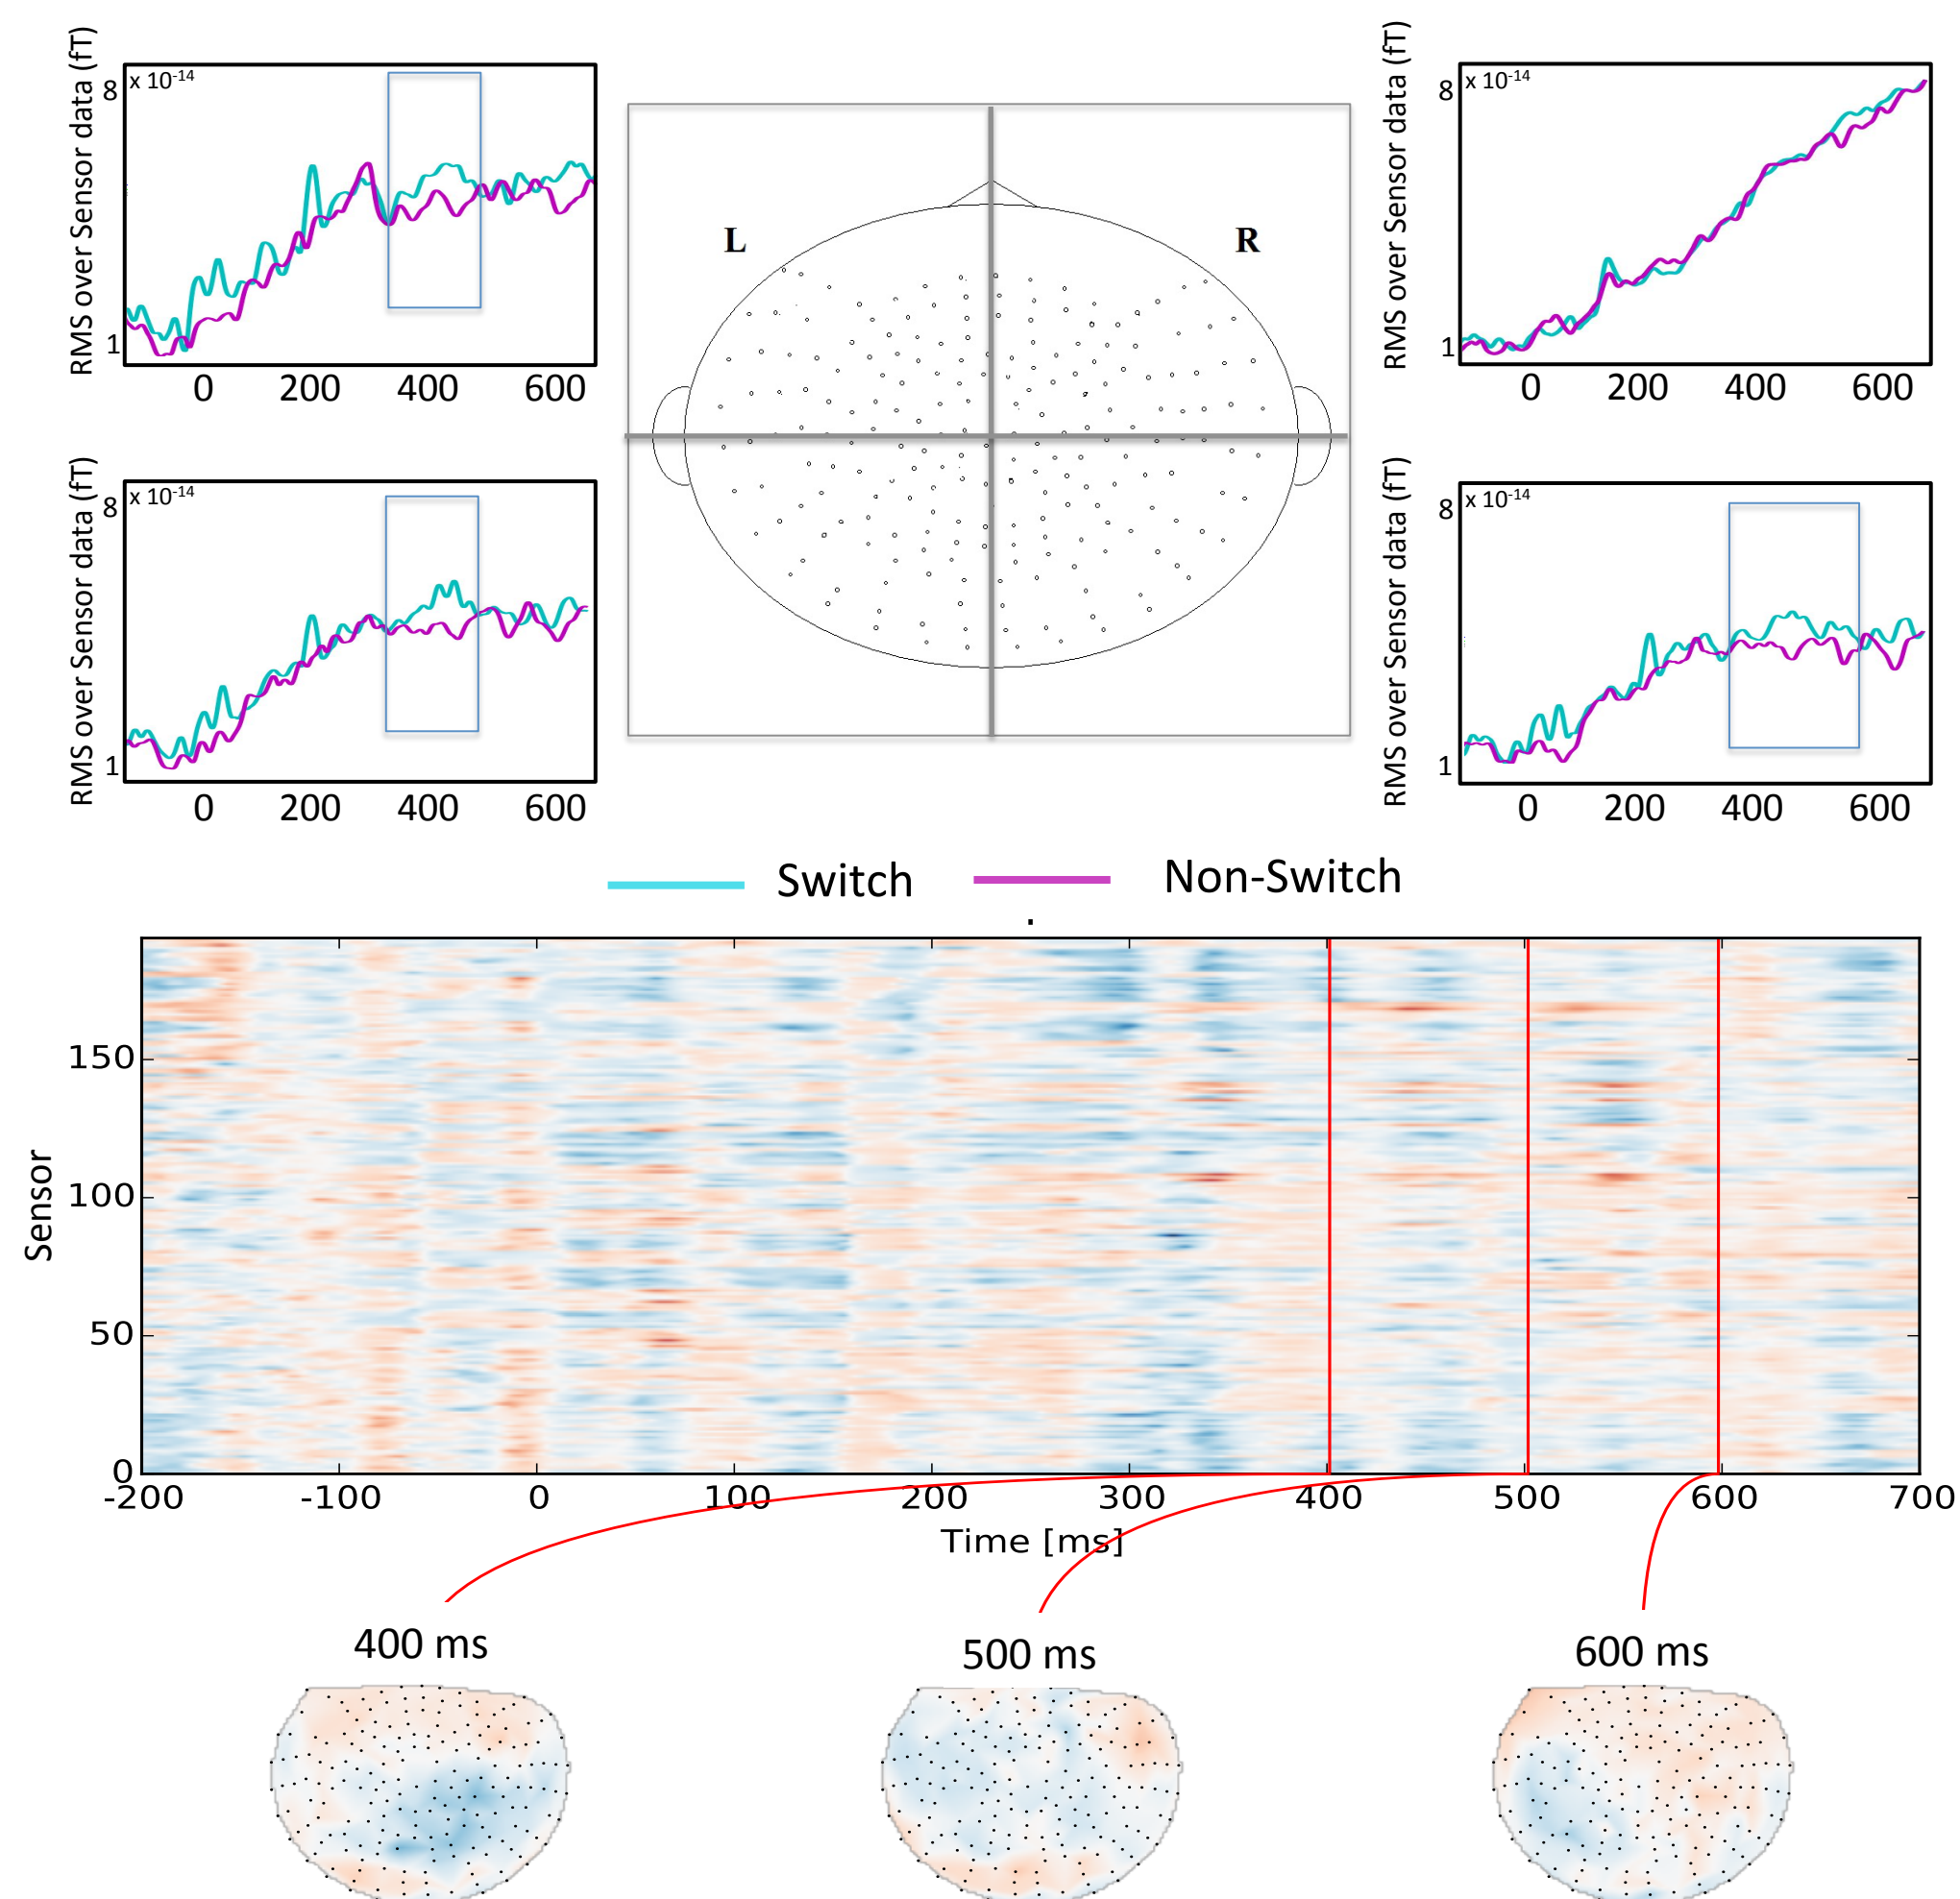 RMS over Sensor data (fT)
8
x 10-14
1
0 200 400 600
L R
RMS over Sensor data (fT)
8
x 10-14
1
0 200 400 600
RMS over Sensor data (fT)
8
x 10-14
1
0 200 400 600
RMS over Sensor data (fT)
8
x 10-14
1
0 200 400 600
Switch Non-Switch
.
Sensor
150
100
50
0
-200 -100 0 100 200 300 400 500 600 700
Time [ms]
400 ms 500 ms 600 ms